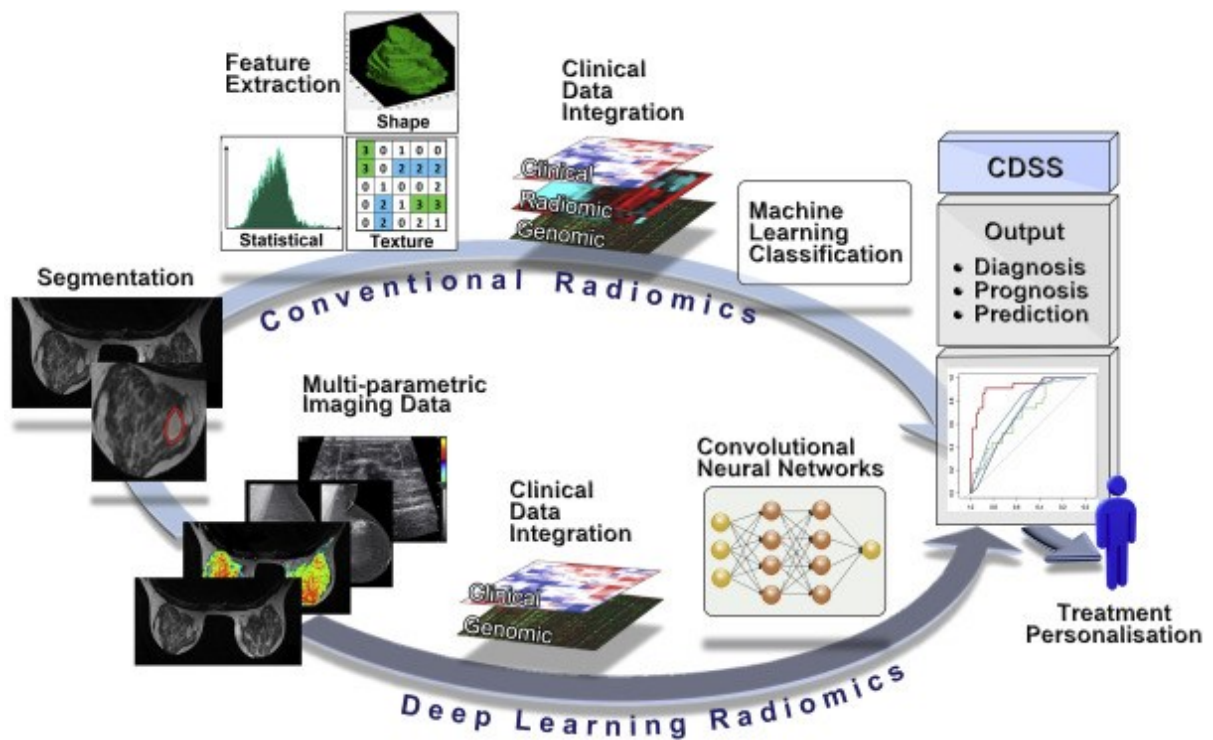 Feature
Extraction
Shape
Statistical
3 0 1 0 0
3 0 2 2 2
0 1 0 0 2
0 2 1 3 3
0 2 0 2 1
Texture
Clinical
Data
Integration
Clinical
Radiomic
Genomic
Machine
Learning
Classification
CDSS
Output
• Diagnosis
• Prognosis
• Prediction
Segmentation
Conventional Radiomics
Multi-parametric
Imaging Data
Clinical
Data
Integration
Clinical
Genomic
Convolutional
Neural Networks
Treatment
Personalisation
Deep Learning Radiomics